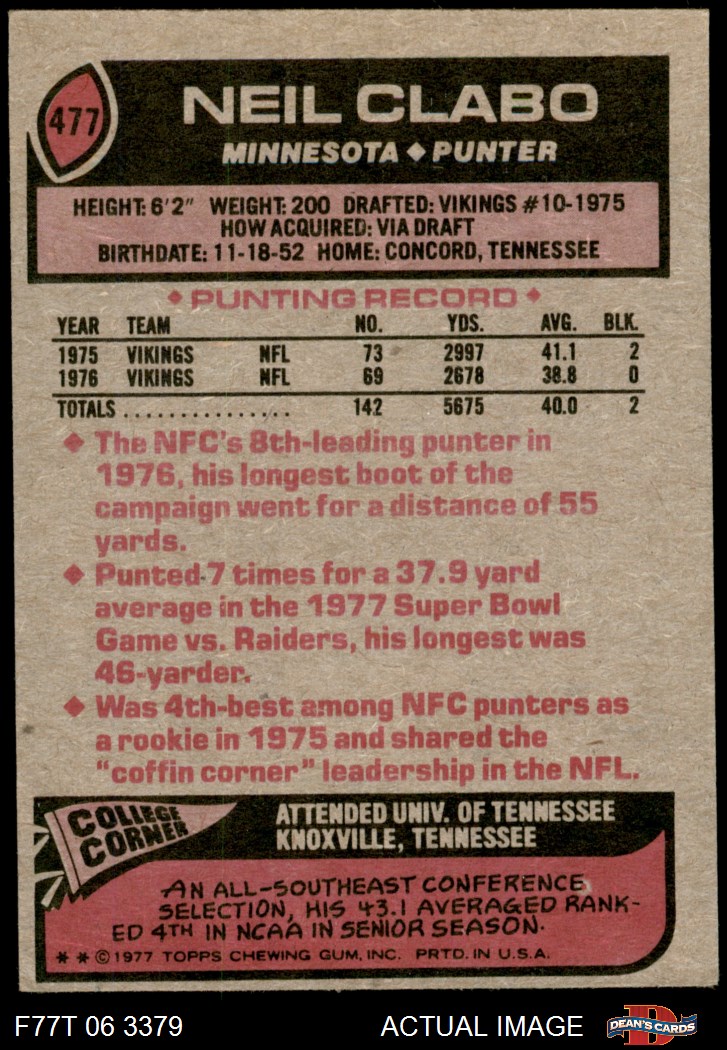 477
NEIL CLABO
MINNESOTA ◆ PUNTER
HEIGHT: 6'2" WEIGHT: 200 DRAFTED: VIKINGS #10-1975
HOW ACQUIRED: VIA DRAFT
BIRTHDATE: 11-18-52 HOME: CONCORD, TENNESSEE
◆ PUNTING RECORD ◆
YEAR TEAM NO. YDS. AVG. BLK.
1975 VIKINGS NFL 73 2997 41.1 2
1976 VIKINGS NFL 69 2678 38.8 0
TOTALS ............... 142 5675 40.0 2
◆ The NFC's 8th-leading punter in
1976, his longest boot of the
campaign went for a distance of 55
yards.
◆ Punted 7 times for a 37.9 yard
average in the 1977 Super Bowl
Game vs. Raiders, his longest was
46-yarder.
◆ Was 4th-best among NFC punters as
a rookie in 1975 and shared the
"coffin corner" leadership in the NFL.
COLLEGE
CORNER
ATTENDED UNIV. OF TENNESSEE
KNOXVILLE, TENNESSEE
AN ALL-SOUTHEAST CONFERENCE
SELECTION, HIS 43.1 AVERAGED RANK-
ED 4TH IN NCAA IN SENIOR SEASON.
** © 1977 TOPPS CHEWING GUM, INC. PRTD. IN U.S.A.
F77T 06 3379 ACTUAL IMAGE D DEAN'S CARDS